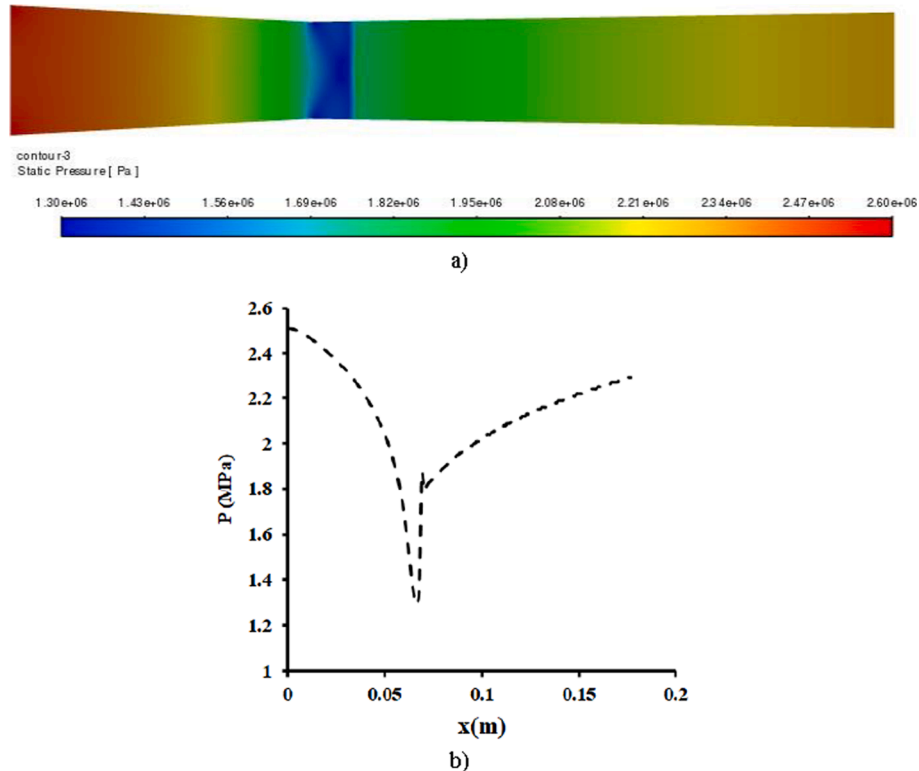 contour-3
Static Pressure [ Pa ]
1.30e+06 1.43e+06 1.56e+06 1.69e+06 1.82e+06 1.95e+06 2.08e+06 2.21e+06 2.34e+06 2.47e+06 2.60e+06
a)
2.6
2.4
2.2
2
1.8
1.6
1.4
1.2
1
P (MPa)
0 0.05 0.1 0.15 0.2
x(m)
b)